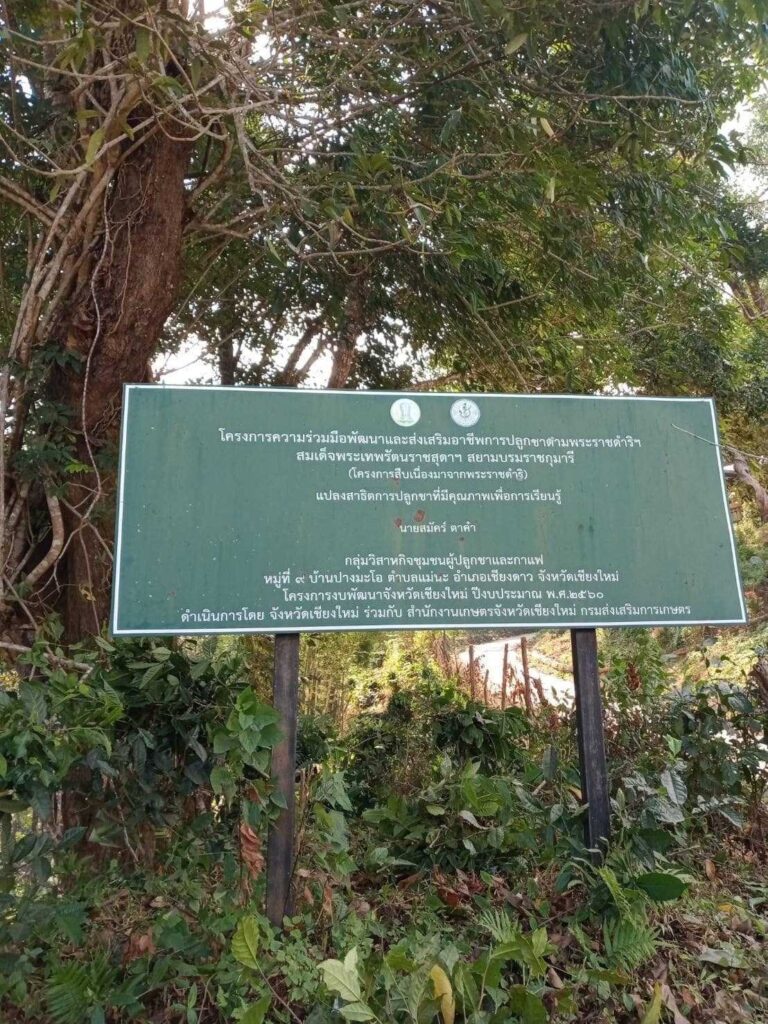 โครงการความร่วมมือพัฒนาและส่งเสริมอาชีพการปลูกชาตามพระราชดำริฯ
สมเด็จพระเทพรัตนราชสุดาฯ สยามบรมราชกุมารี
(โครงการสืบเนื่องมาจากพระราชดำริ)
แปลงสาธิตการปลูกชาที่มีคุณภาพเพื่อการเรียนรู้
นายสมัคร์ ตาคำ
กลุ่มวิสาหกิจชุมชนผู้ปลูกชาและกาแฟ
หมู่ที่ ๙ บ้านปางมะโอ ตำบลแม่นะ อำเภอเชียงดาว จังหวัดเชียงใหม่
โครงการงบพัฒนาจังหวัดเชียงใหม่ ปีงบประมาณ พ.ศ.๒๕๖๐
ดำเนินการโดย จังหวัดเชียงใหม่ ร่วมกับ สำนักงานเกษตรจังหวัดเชียงใหม่ กรมส่งเสริมการเกษตร